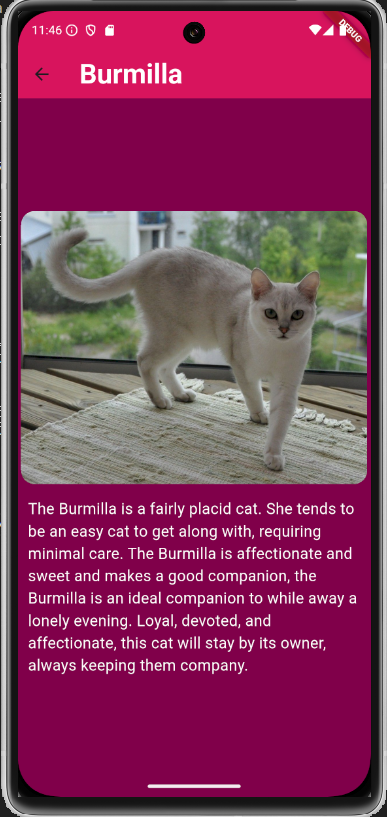 11:46
DEBUG
Burmilla
The Burmilla is a fairly placid cat. She tends to
be an easy cat to get along with, requiring
minimal care. The Burmilla is affectionate and
sweet and makes a good companion, the
Burmilla is an ideal companion to while away a
lonely evening. Loyal, devoted, and
affectionate, this cat will stay by its owner,
always keeping them company.